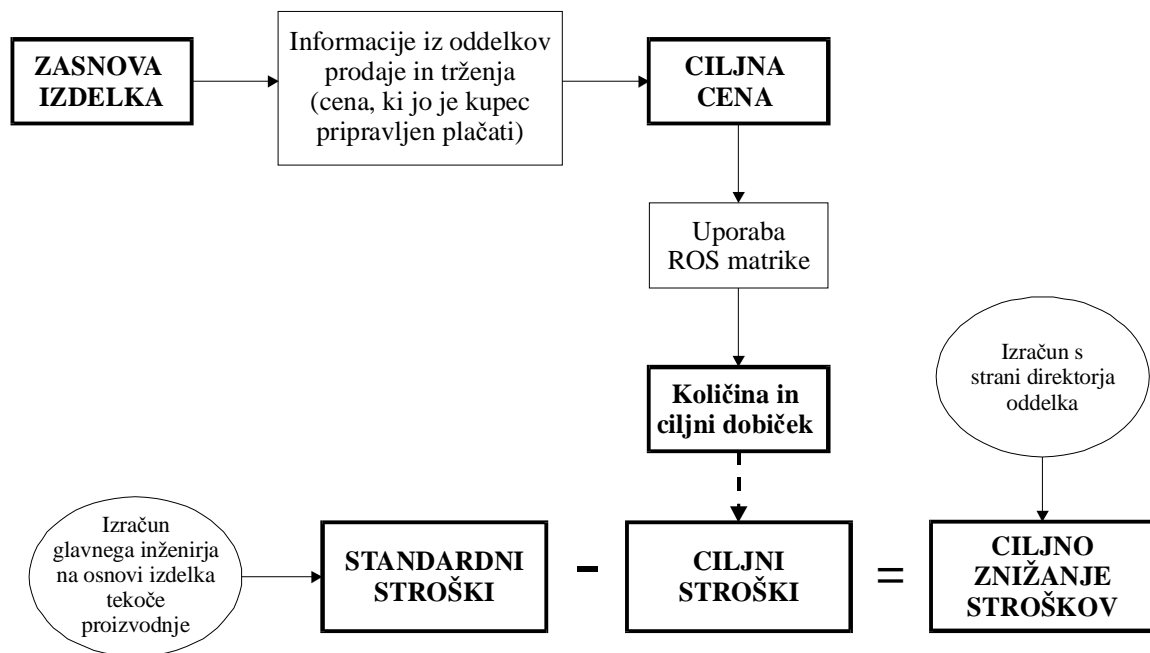 ZASNOVA
IZDELKA
Informacije iz oddelkov
prodaje in trženja
(cena, ki jo je kupec
pripravljen plačati)
CILJNA
CENA
Uporaba
ROS matrike
Količina in
ciljni dobiček
Izračun s
strani direktorja
oddelka
Izračun
glavnega inženirja
na osnovi izdelka
tekoče
proizvodnje
STANDARDNI
STROŠKI
-
CILJNI
STROŠKI
=
CILJNO
ZNIŽANJE
STROŠKOV